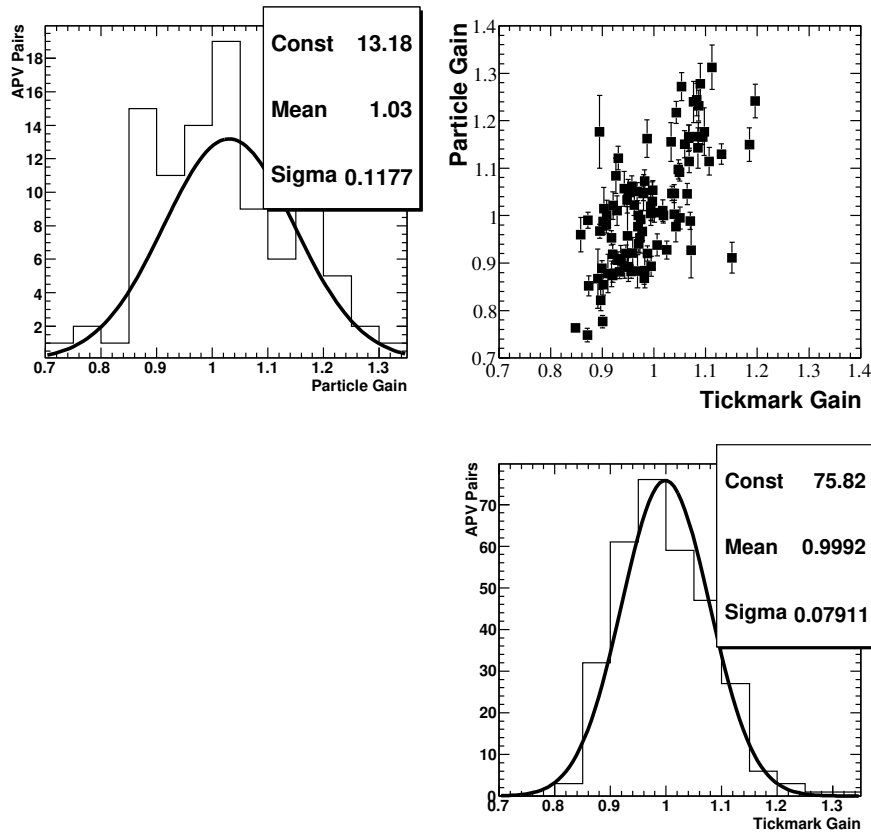 APV Pairs
18
16
14
12
10
8
6
4
2
0.7 0.8 0.9 1 1.1 1.2 1.3
Particle Gain
Const 13.18
Mean 1.03
Sigma 0.1177
Particle Gain
1.4
1.3
1.2
1.1
1
0.9
0.8
0.7
0.7 0.8 0.9 1 1.1 1.2 1.3 1.4
Tickmark Gain
APV Pairs
70
60
50
40
30
20
10
0
0.7 0.8 0.9 1 1.1 1.2 1.3
Tickmark Gain
Const 75.82
Mean 0.9992
Sigma 0.07911